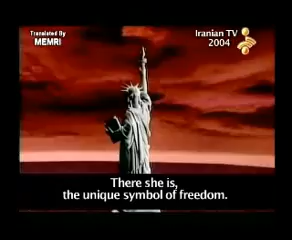 Translated By
MEMRI
Iranian TV
2004
There she is,
the unique symbol of freedom.